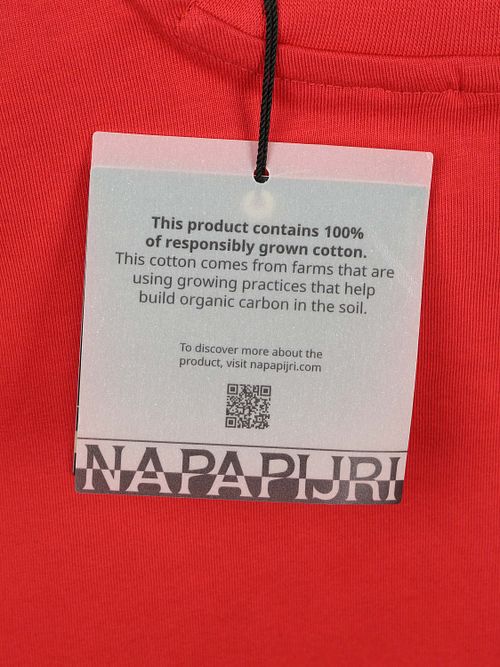 This product contains 100%
of responsibly grown cotton.
This cotton comes from farms that are
using growing practices that help
build organic carbon in the soil.
To discover more about the
product, visit napapijri.com
NAPAPIJRI